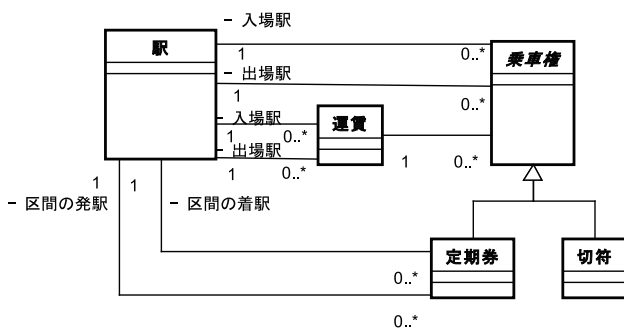 - 入場駅
駅
1
0..*
乗車権
- 出場駅
1
0..*
- 入場駅
運賃
1
0..*
- 出場駅
1
0..*
1
0..*
1
1
- 区間の発駅
- 区間の着駅
定期券
切符
0..*
0..*